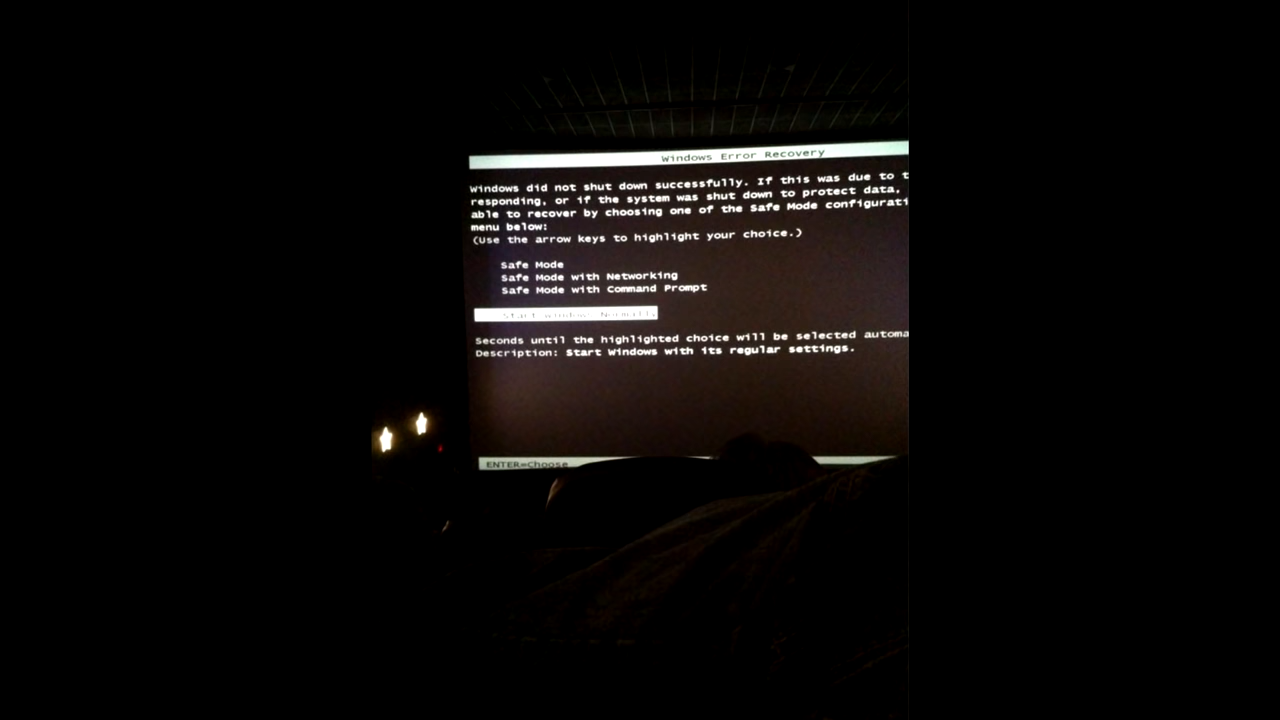 Windows Error Recovery
Windows did not shut down successfully. If this was due to t
responding, or if the system was shut down to protect data,
able to recover by choosing one of the Safe Mode configurati
menu below:
(Use the arrow keys to highlight your choice.)
Safe Mode
Safe Mode with Networking
Safe Mode with Command Prompt
Start Windows Normally
Seconds until the highlighted choice will be selected automa
Description: Start Windows with its regular settings.
ENTER=Choose